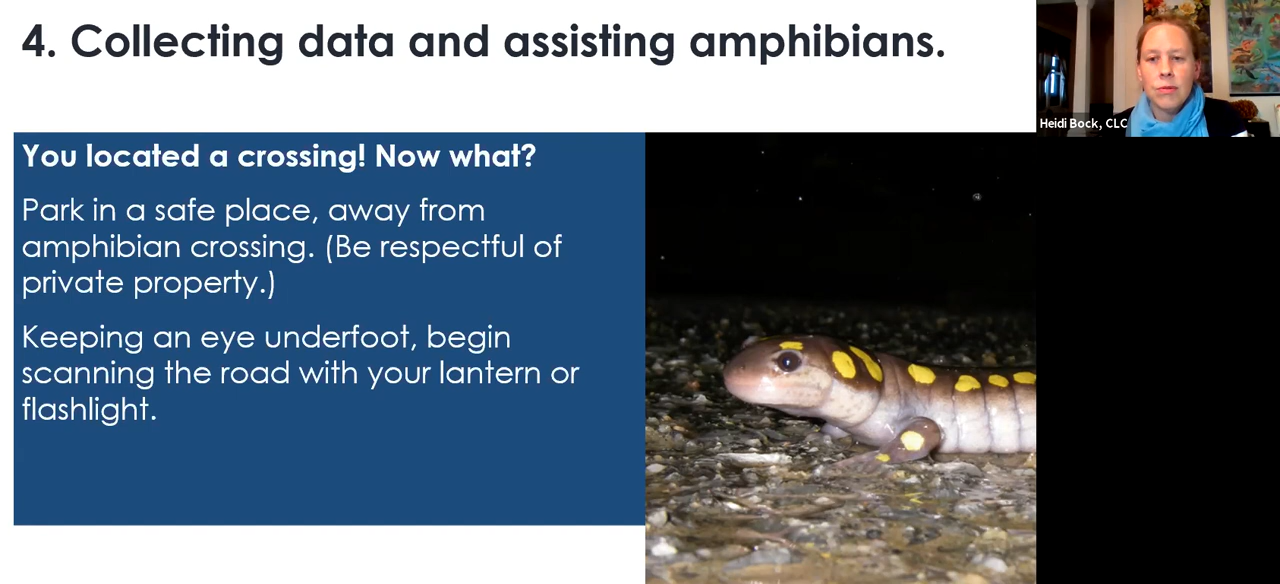 4. Collecting data and assisting amphibians.
Heidi Bock, CLC
You located a crossing! Now what?
Park in a safe place, away from
amphibian crossing. (Be respectful of
private property.)
Keeping an eye underfoot, begin
scanning the road with your lantern or
flashlight.